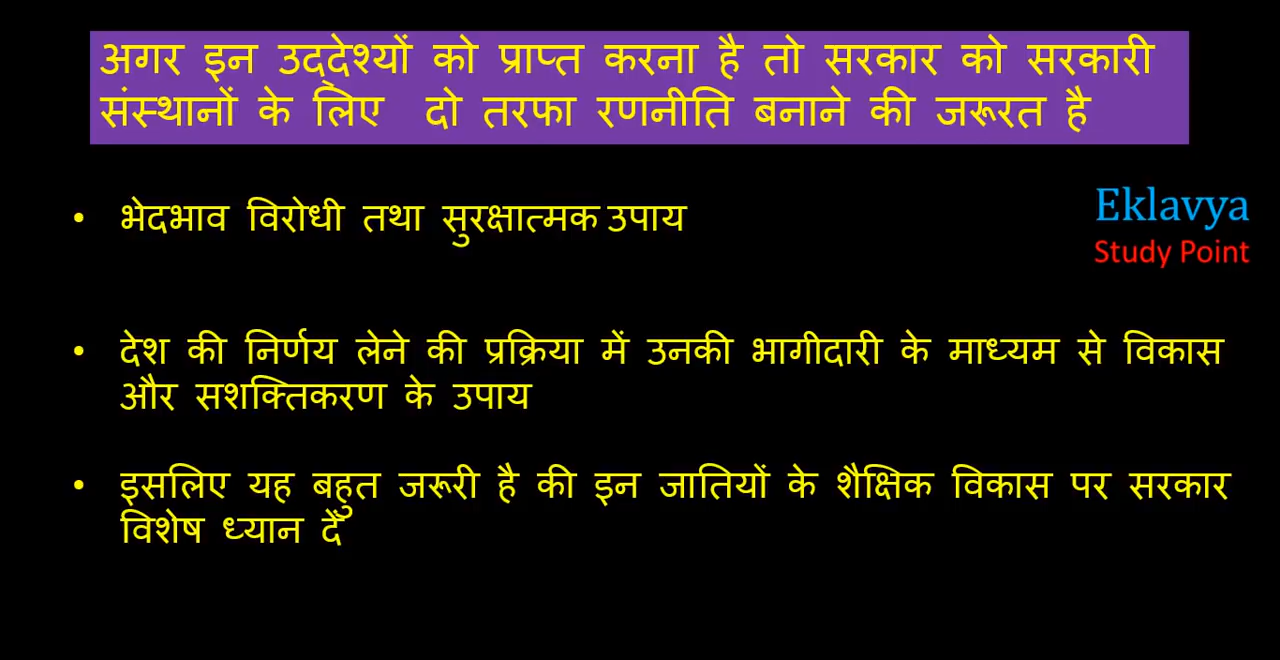 अगर इन उद्देश्यों को प्राप्त करना है तो सरकार को सरकारी
संस्थानों के लिए दो तरफा रणनीति बनाने की जरूरत है
• भेदभाव विरोधी तथा सुरक्षात्मक उपाय
Eklavya
Study Point
• देश की निर्णय लेने की प्रक्रिया में उनकी भागीदारी के माध्यम से विकास
और सशक्तिकरण के उपाय
• इसलिए यह बहुत जरूरी है की इन जातियों के शैक्षिक विकास पर सरकार
विशेष ध्यान दें